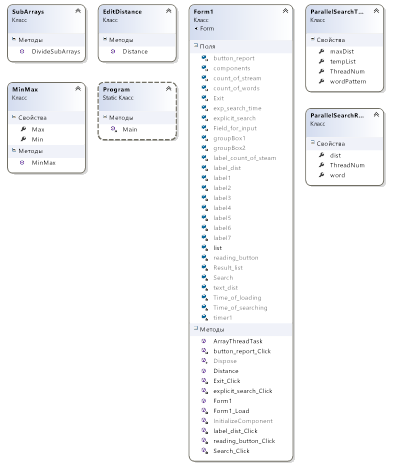 SubArrays
Класс
Методы
DivideSubArrays
EditDistance
Класс
Методы
Distance
MinMax
Класс
Свойства
Max
Min
Методы
MinMax
Program
Static Класс
Методы
Main
Form1
Класс
Form
Поля
button_report
components
count_of_stream
count_of_words
Exit
exp_search_time
explicit_search
Field_for_input
groupBox1
groupBox2
label_count_of_steam
label_dist
label1
label2
label3
label4
label5
label6
label7
list
reading_button
Result_list
Search
text_dist
Time_of_loading
Time_of_searching
timer1
Методы
ArrayThreadTask
button_report_Click
Dispose
Distance
Exit_Click
explicit_search_Click
Form1
Form1_Load
InitializeComponent
label_dist_Click
reading_button_Click
Search_Click
ParallelSearchT...
Класс
Свойства
maxDist
tempList
ThreadNum
wordPattern
ParallelSearchR...
Класс
Свойства
dist
ThreadNum
word